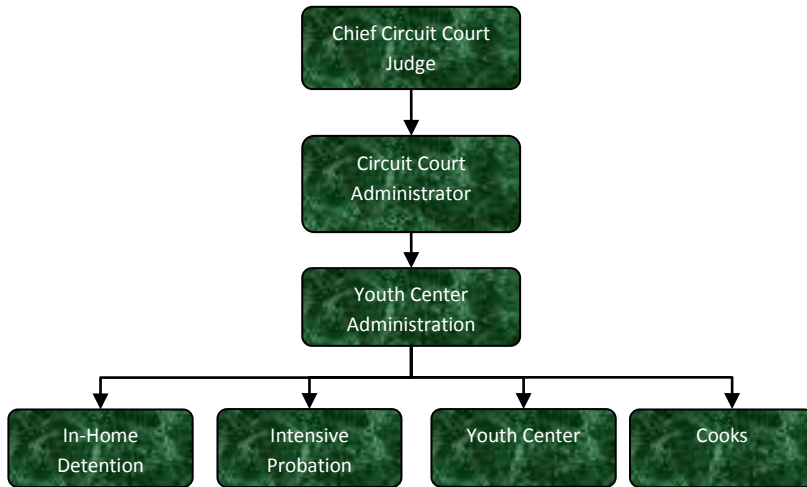 Chief Circuit Court
Judge
Circuit Court
Administrator
Youth Center
Administration
In-Home
Detention
Intensive
Probation
Youth Center
Cooks